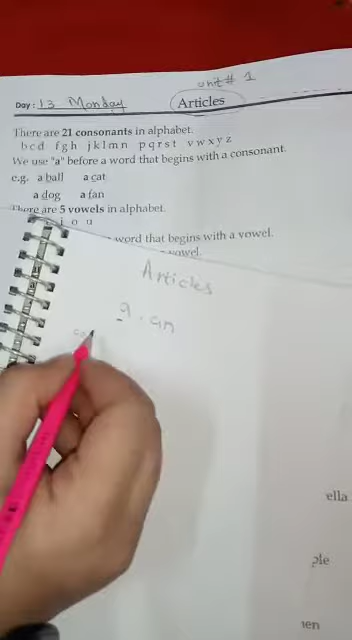 unit # 1
Day: 13 Monday Articles
There are 21 consonants in alphabet.
b c d f g h j k l m n p q r s t v w x y z
We use "a" before a word that begins with a consonant.
e.g. a ball a cat
a dog a fan
There are 5 vowels in alphabet.
i o u
word that begins with a vowel.
vowel.
Articles
a . an
ella
ple
en